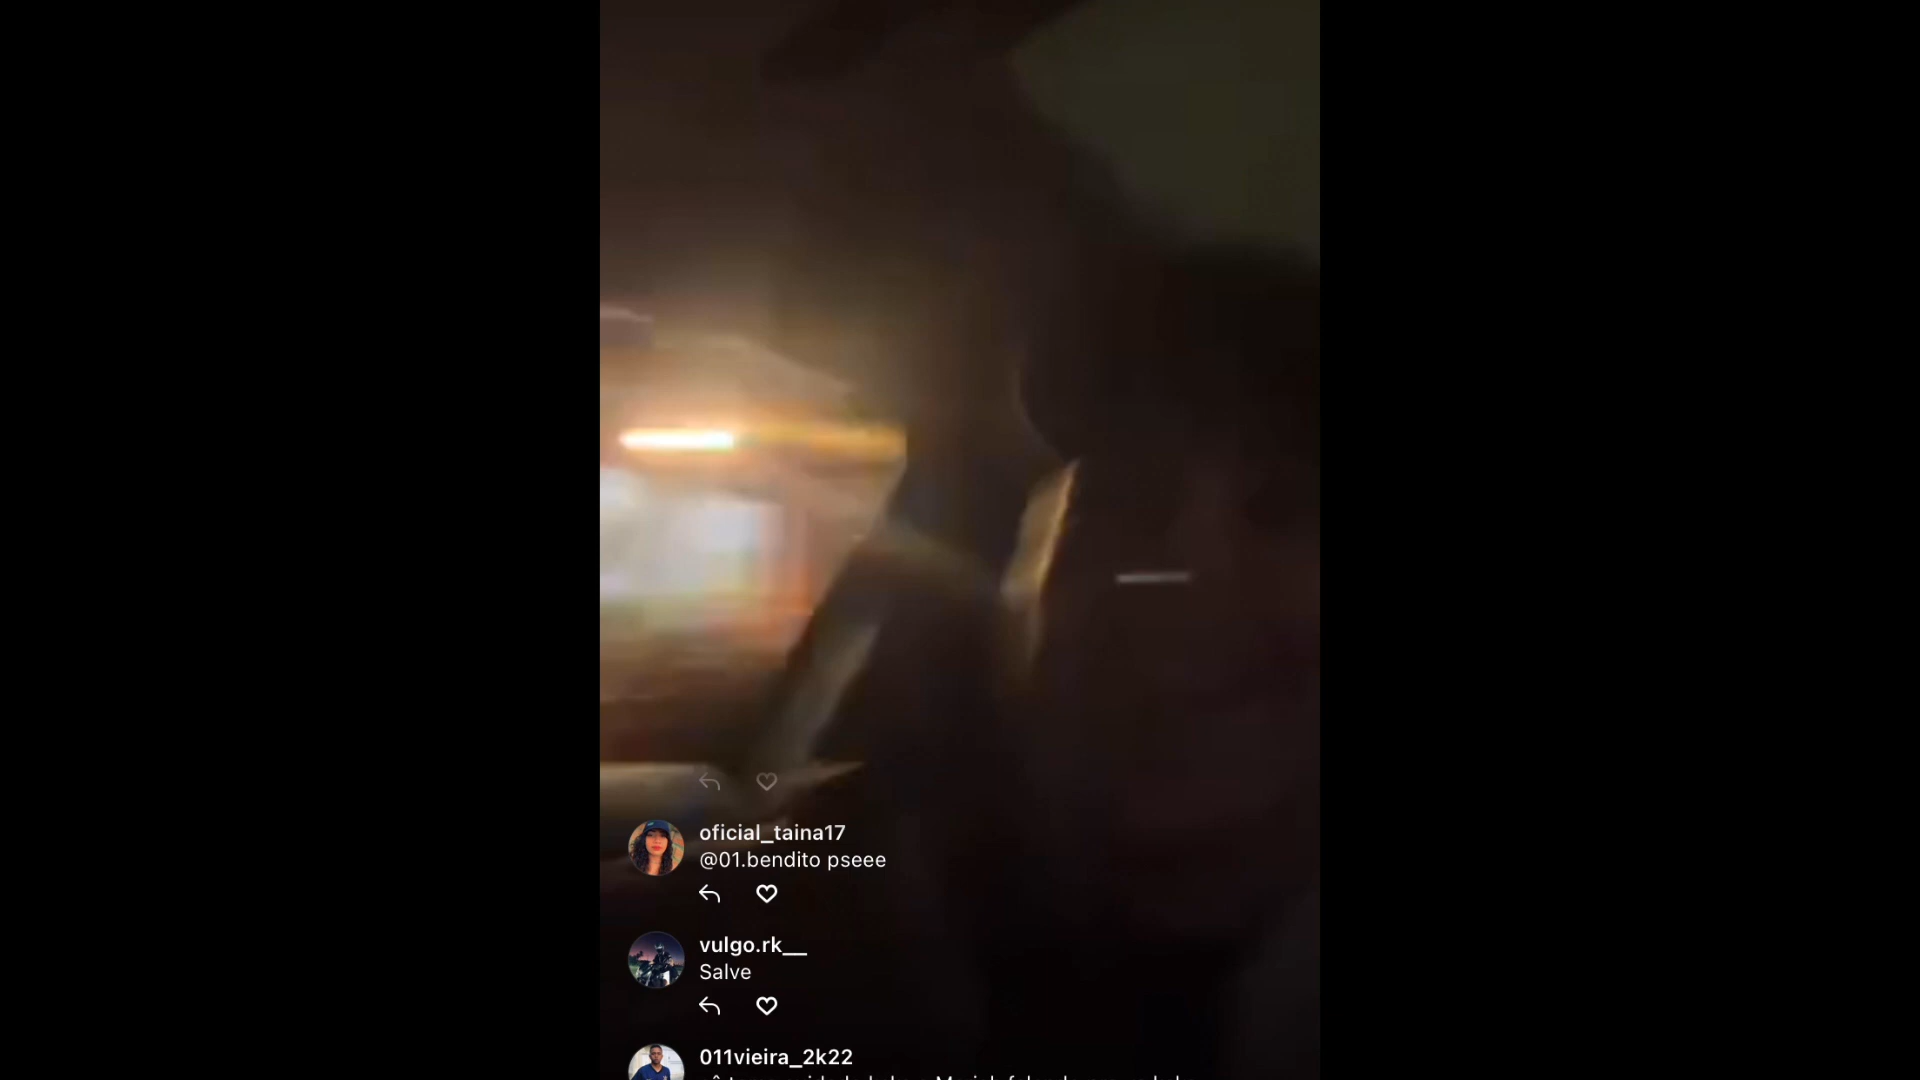 oficial_taina17
@01.bendito pseee
vulgo.rk__
Salve
011vieira_2k22